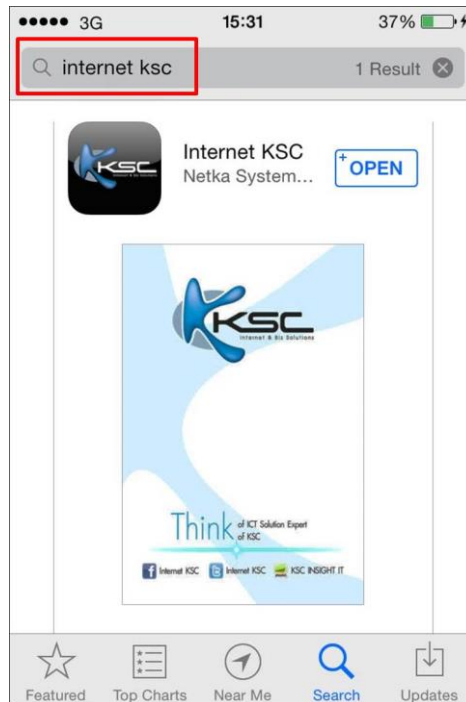 3G 15:31 37%
internet ksc 1 Result
KSC
Internet KSC
Netka System...
+OPEN
KSC
Internet & Biz Solutions
Think of ICT Solution Expert
of KSC
Internet KSC Internet KSC KSC INSIGHT IT
Featured Top Charts Near Me Search Updates